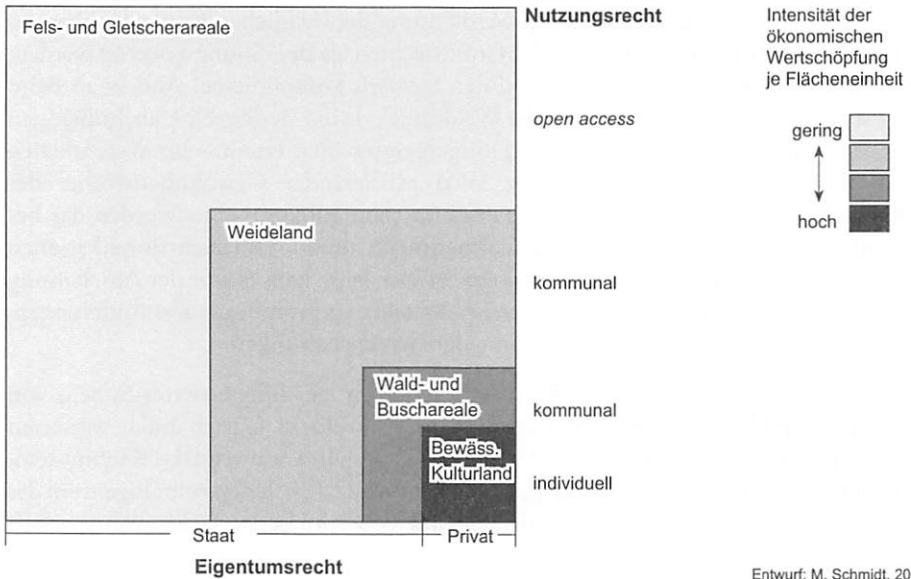 Fels- und Gletscherareale
Nutzungsrecht
Intensität der
ökonomischen
Wertschöpfung
je Flächeneinheit
open access
gering
hoch
Weideland
kommunal
Wald- und
Buschareale
kommunal
Bewäss.
Kulturland
individuell
Staat
Privat
Eigentumsrecht
Entwurf: M. Schmidt, 20